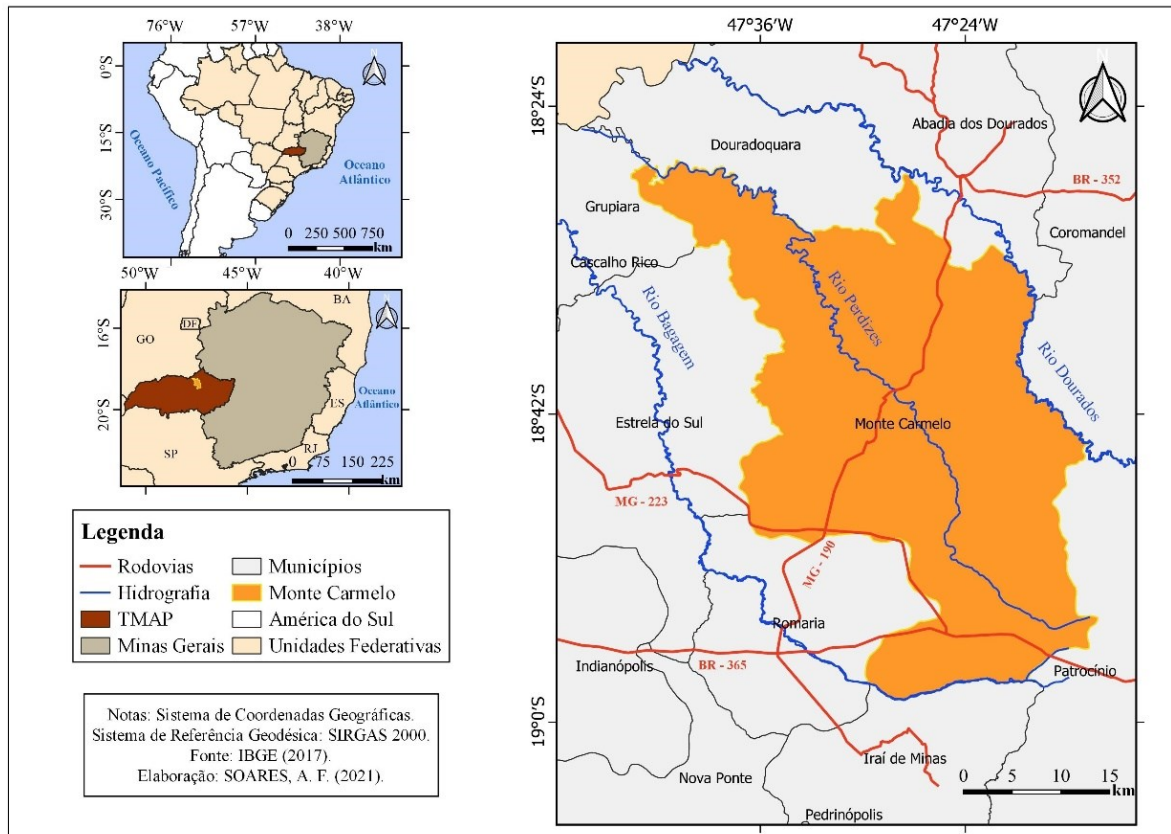 76°W 57°W 38°W
0°S
15°S
30°S
N
Oceano Pacífico
Oceano
Atlântico
0 250 500 750
km
50°W 45°W 40°W
16°S
20°S
BA
DF
GO
ES
RJ
SP
Oceano
Atlântico
0 75 150 225
km
Legenda
Rodovias
Hidrografia
TMAP
Minas Gerais
Municípios
Monte Carmelo
América do Sul
Unidades Federativas
Notas: Sistema de Coordenadas Geográficas.
Sistema de Referência Geodésica: SIRGAS 2000.
Fonte: IBGE (2017).
Elaboração: SOARES, A. F. (2021).
47°36'W 47°24'W
18°24'S
18°42'S
19°0'S
N
Abadia dos Dourados
Douradoquara
BR - 352
Grupiara
Coromandel
Cascalho Rico
Rio Perdizes
Rio Bagagem
Rio Dourados
Estrela do Sul
Monte Carmelo
MG - 223
MG - 190
Romaria
Indianópolis
BR - 365
Patrocínio
Iraí de Minas
Nova Ponte
Pedrinópolis
0 5 10 15
km